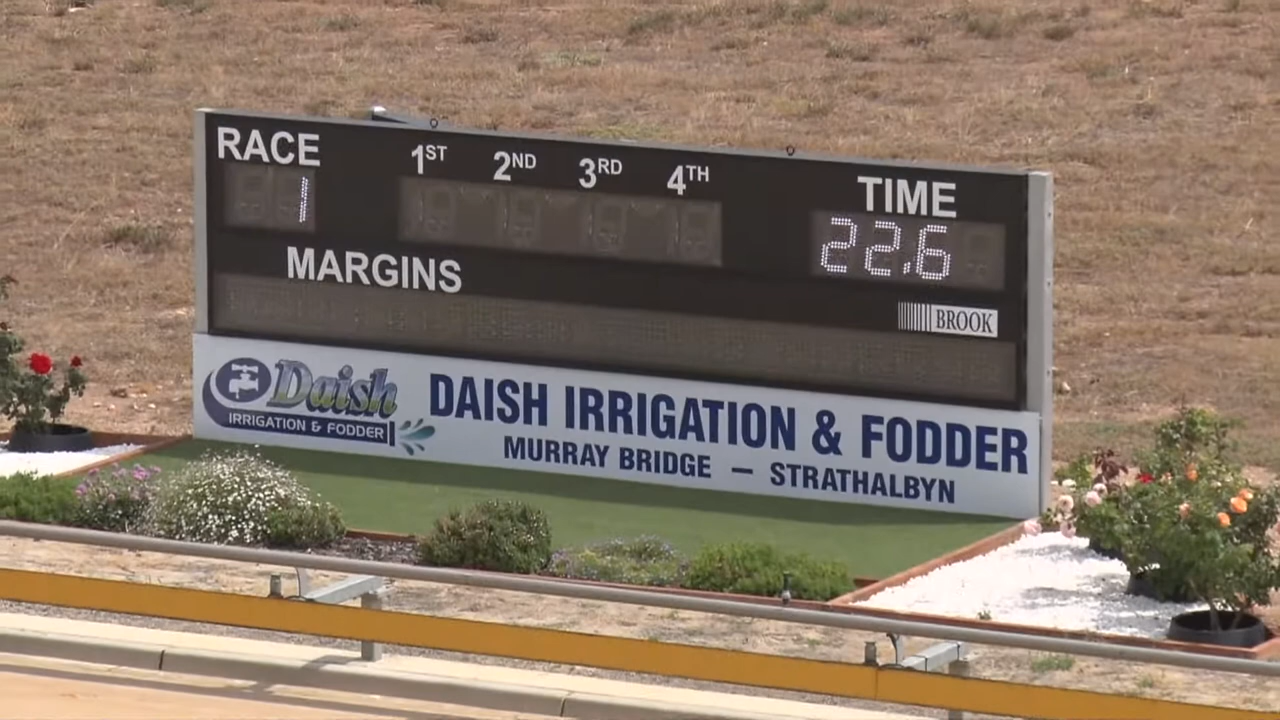 RACE 1ST 2ND 3RD 4TH TIME
1 22.6
MARGINS
BROOK
Daish
IRRIGATION & FODDER
DAISH IRRIGATION & FODDER
MURRAY BRIDGE – STRATHALBYN